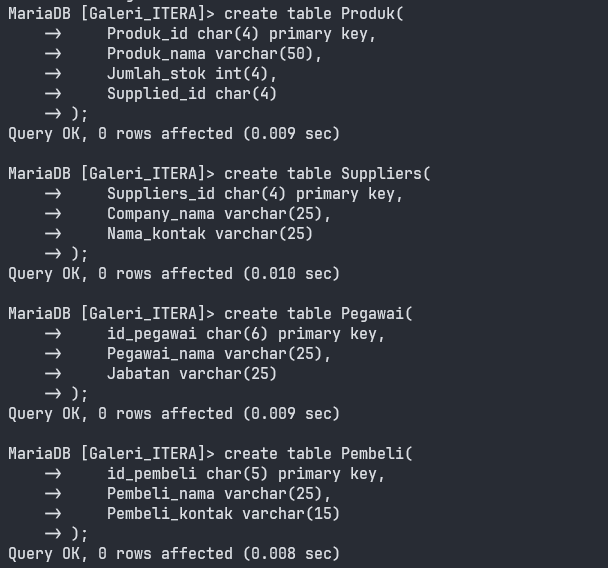 MariaDB [Galeri_ITERA]> create table Produk(
    ->     Produk_id char(4) primary key,
    ->     Produk_nama varchar(50),
    ->     Jumlah_stok int(4),
    ->     Supplied_id char(4)
    -> );
Query OK, 0 rows affected (0.009 sec)

MariaDB [Galeri_ITERA]> create table Suppliers(
    ->     Suppliers_id char(4) primary key,
    ->     Company_nama varchar(25),
    ->     Nama_kontak varchar(25)
    -> );
Query OK, 0 rows affected (0.010 sec)

MariaDB [Galeri_ITERA]> create table Pegawai(
    ->     id_pegawai char(6) primary key,
    ->     Pegawai_nama varchar(25),
    ->     Jabatan varchar(25)
    -> );
Query OK, 0 rows affected (0.009 sec)

MariaDB [Galeri_ITERA]> create table Pembeli(
    ->     id_pembeli char(5) primary key,
    ->     Pembeli_nama varchar(25),
    ->     Pembeli_kontak varchar(15)
    -> );
Query OK, 0 rows affected (0.008 sec)